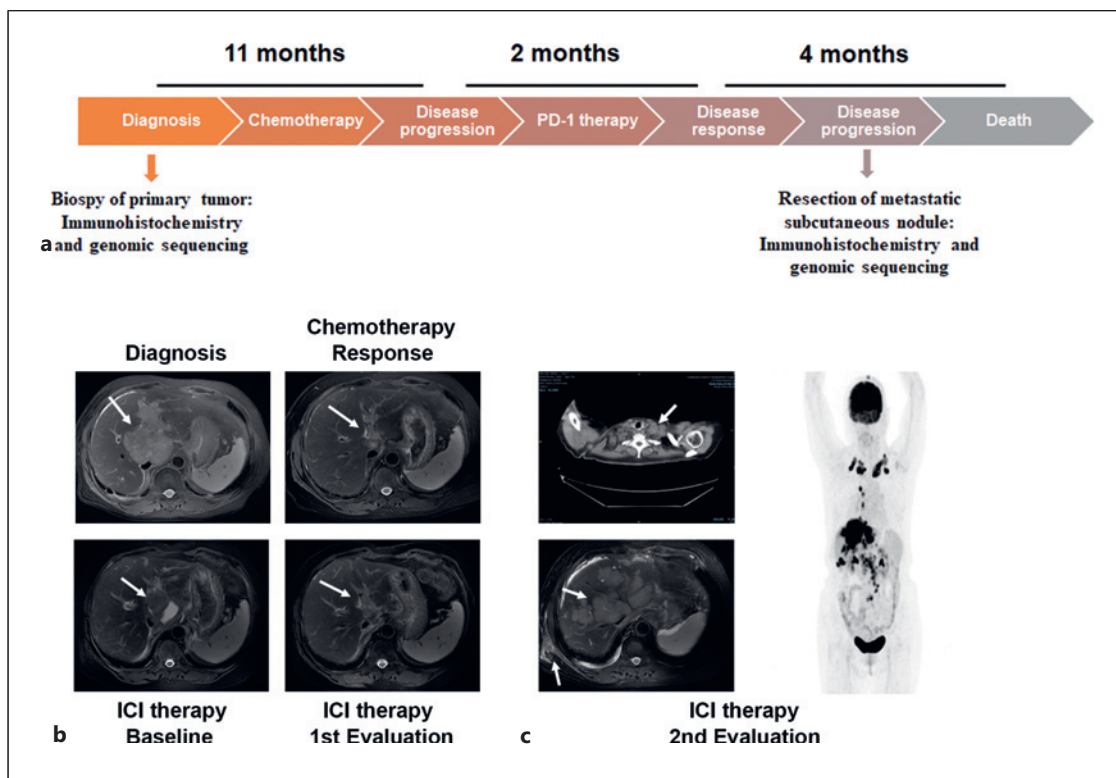 11 months
2 months
4 months
Diagnosis
Chemotherapy
Disease
progression
PD-1 therapy
Disease
response
Disease
progression
Death
Biospy of primary tumor:
Immunohistochemistry
and genomic sequencing
Resection of metastatic
subcutaneous nodule:
Immunohistochemistry and
genomic sequencing
a
Diagnosis
Chemotherapy
Response
ICI therapy
Baseline
ICI therapy
1st Evaluation
ICI therapy
2nd Evaluation
b
c